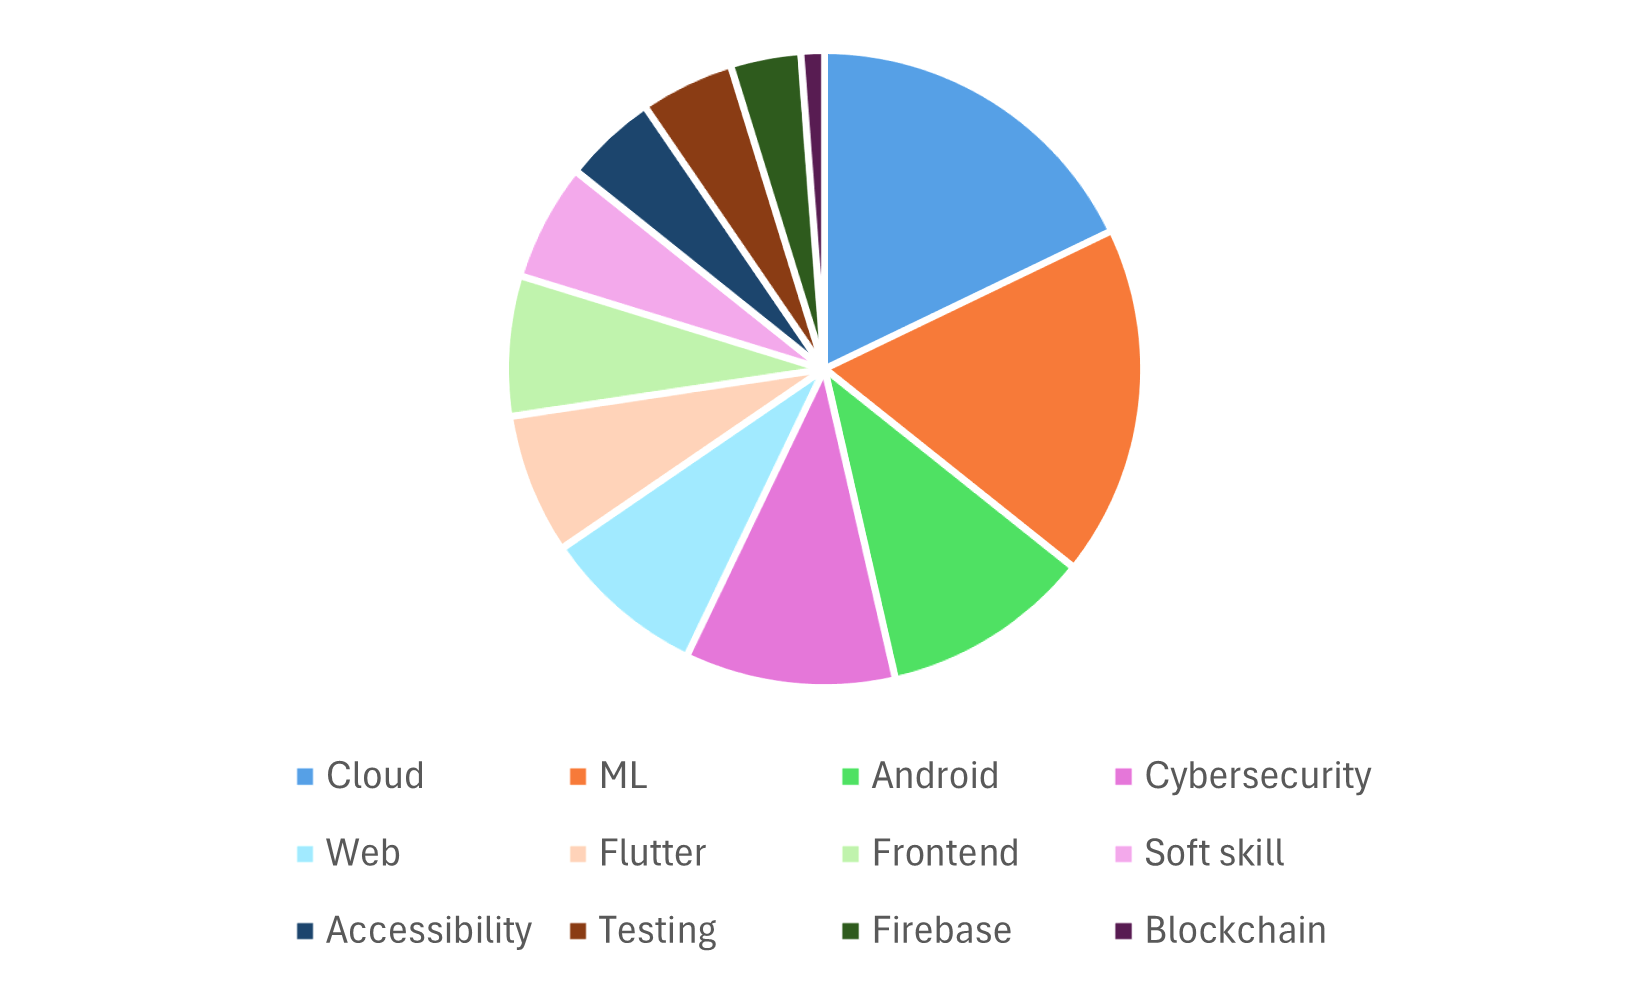 Cloud ML Android Cybersecurity
Web Flutter Frontend Soft skill
Accessibility Testing Firebase Blockchain